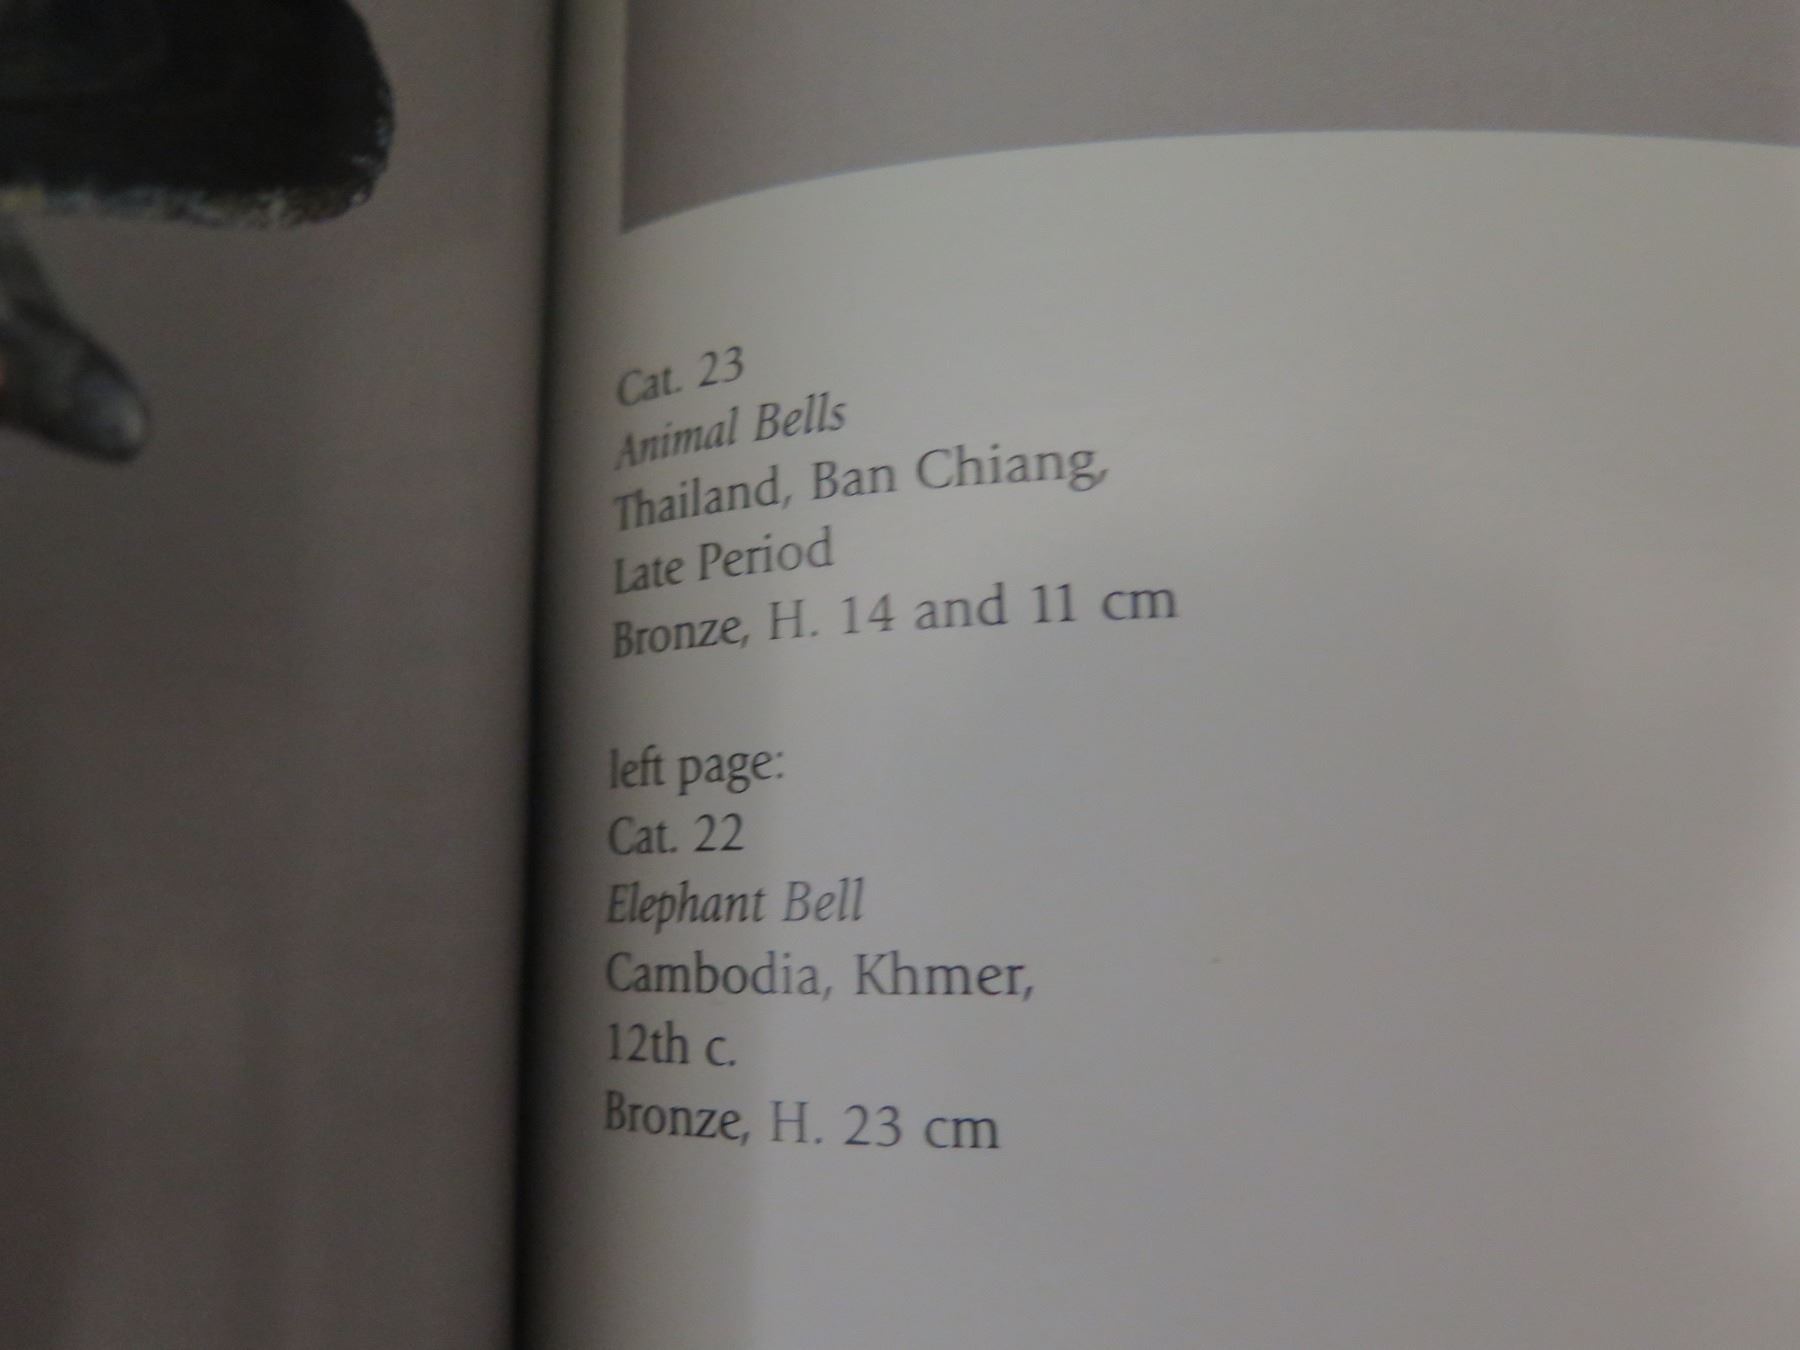 Cat. 23
Animal Bells
Thailand, Ban Chiang,
Late Period
Bronze, H. 14 and 11 cm
left page:
Cat. 22
Elephant Bell
Cambodia, Khmer,
12th c.
Bronze, H. 23 cm